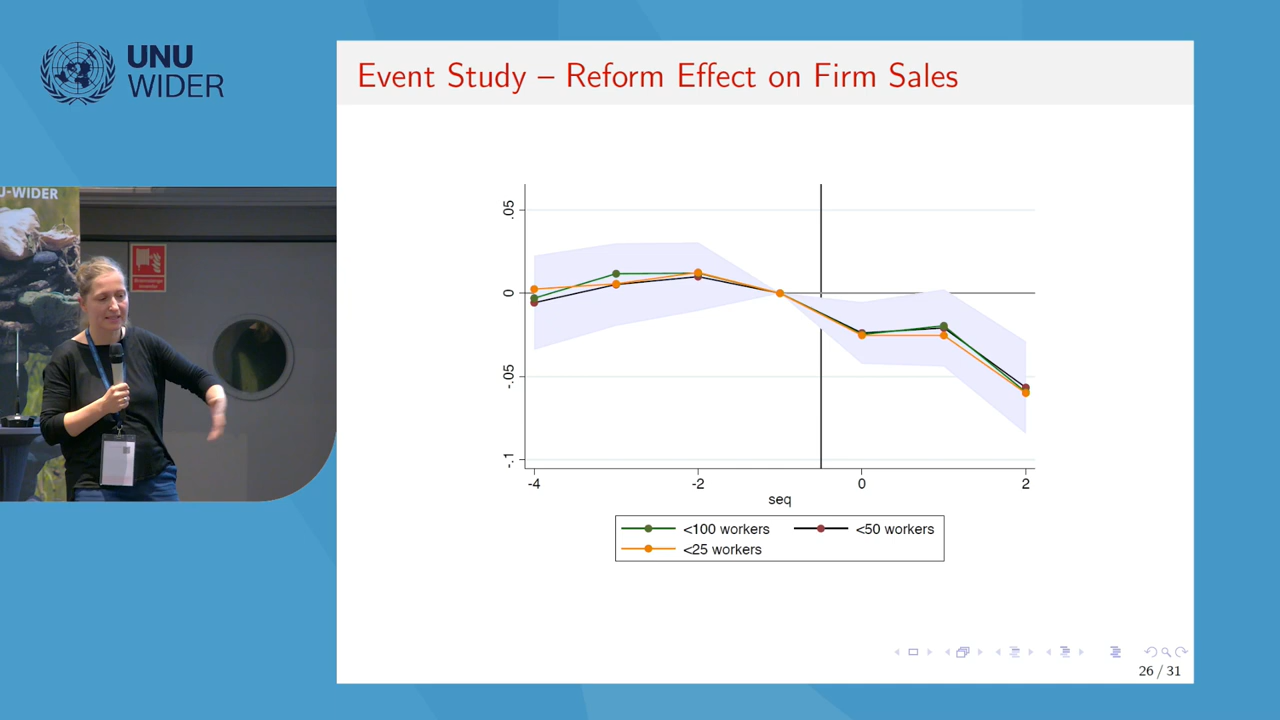 UNU
WIDER
Event Study – Reform Effect on Firm Sales
U-WIDER
.05
0
-.05
-.1
-4
-2
0
2
seq
<100 workers
<50 workers
<25 workers
26 / 31